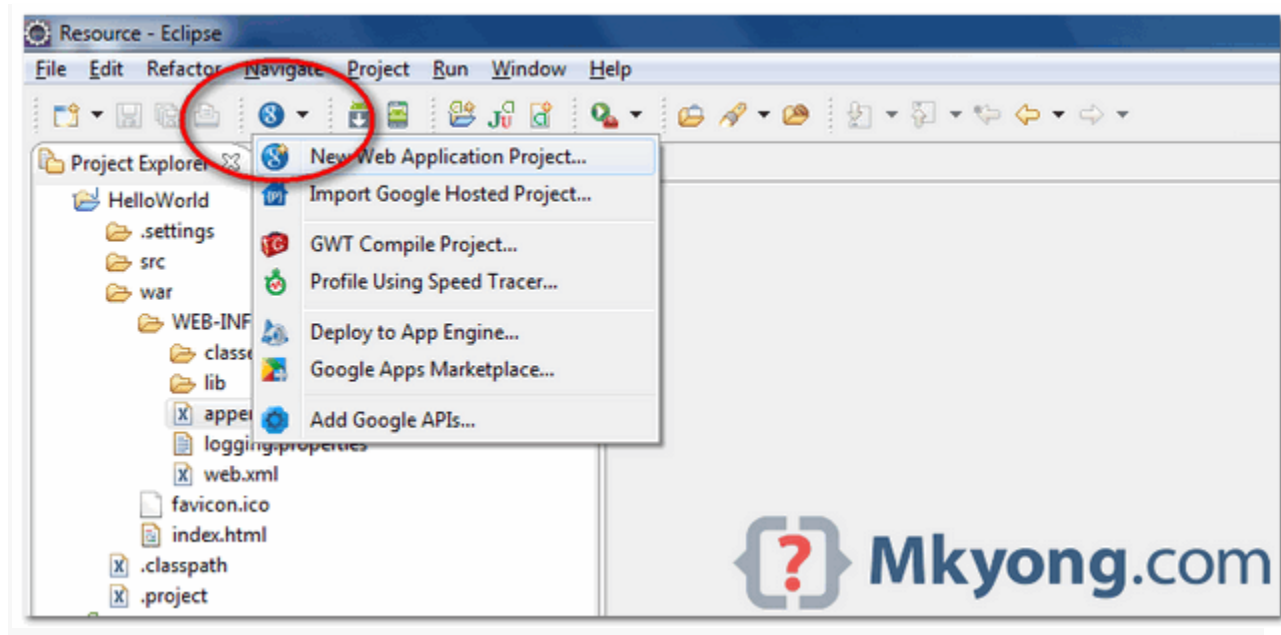 Resource - Eclipse
File Edit Refactor Navigate Project Run Window Help
Project Explorer
New Web Application Project...
Import Google Hosted Project...
GWT Compile Project...
Profile Using Speed Tracer...
Deploy to App Engine...
Google Apps Marketplace...
Add Google APIs...
HelloWorld
.settings
src
war
WEB-INF
classe
lib
appe
logging.properties
web.xml
favicon.ico
index.html
.classpath
.project
{?} Mkyong.com